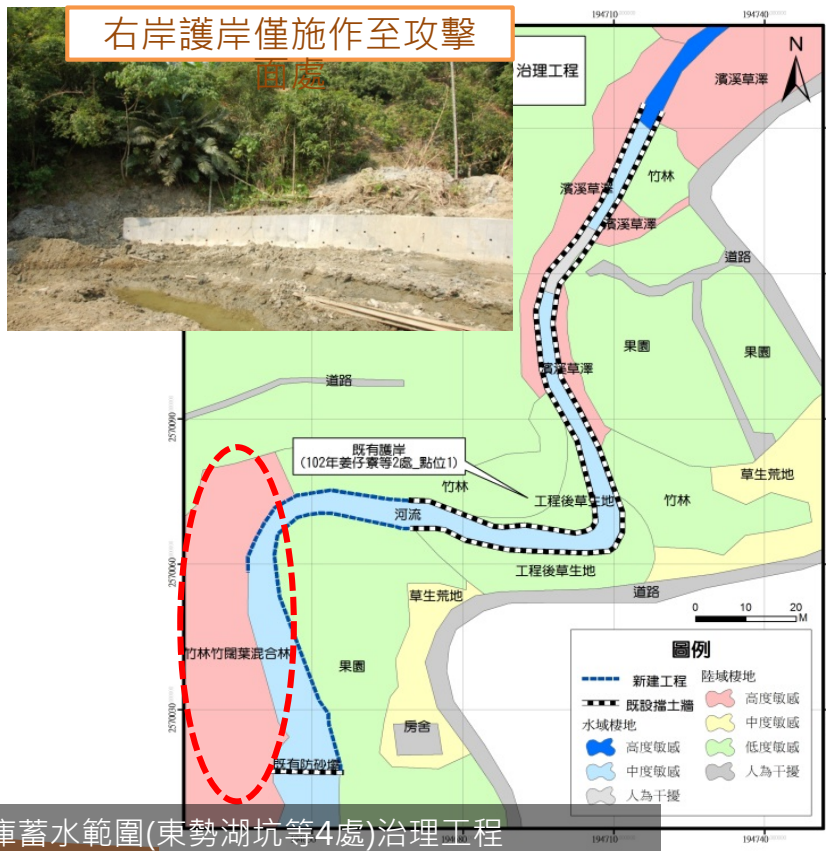 右岸護岸僅施作至攻擊
面處
治理工程
194710
194740
N
濱溪草澤
竹林
濱溪草澤
濱溪草澤
道路
果園
果園
濱溪草澤
道路
2570090
既有護岸
(102年姜仔寮等2處_點位1)
竹林
草生荒地
工程後草生地
竹林
河流
2570060
工程後草生地
道路
草生荒地
0 10 20
M
竹林竹闊葉混合林
果園
圖例
新建工程
既設擋土牆
水域棲地
高度敏感
中度敏感
人為干擾
陸域棲地
高度敏感
中度敏感
低度敏感
人為干擾
2570030
房舍
既有防砂壩
庫蓄水範圍(東勢湖坑等4處)治理工程
194710
194740